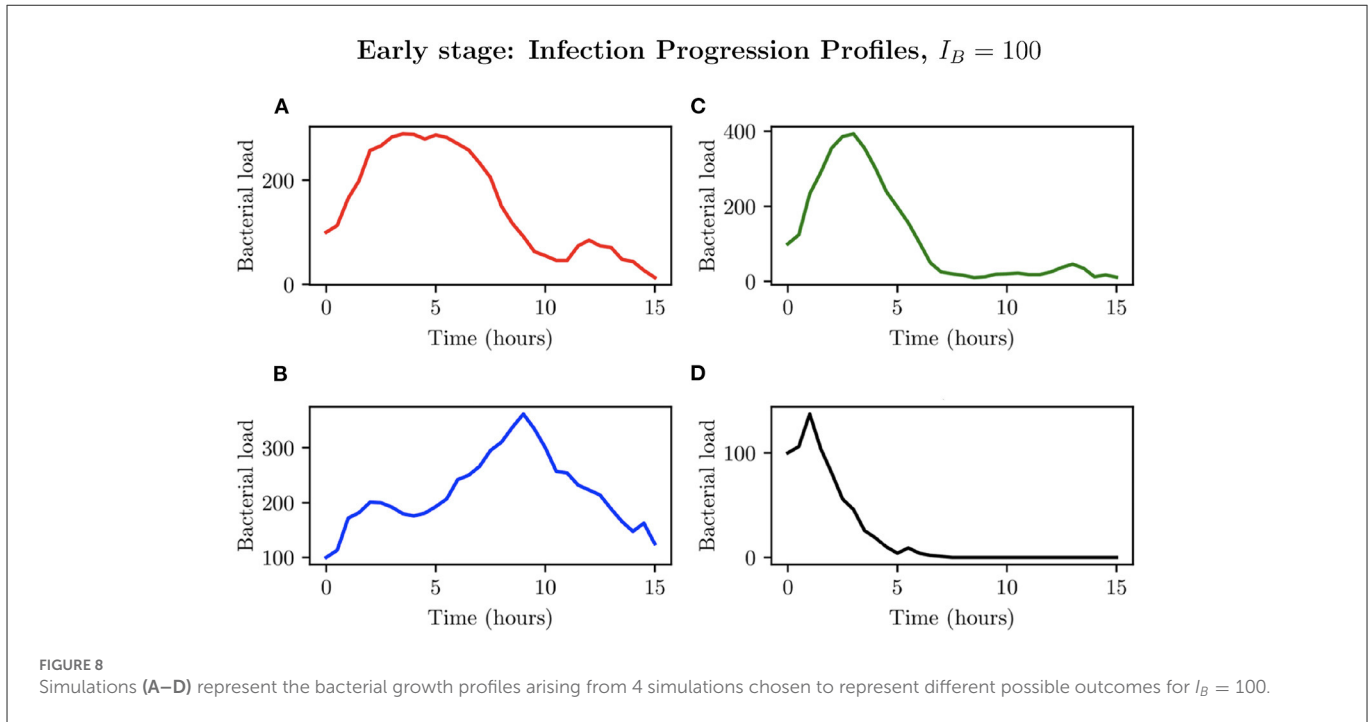 Early stage: Infection Progression Profiles, I_B = 100
A
Bacterial load
200
0
0 5 10 15
Time (hours)
C
Bacterial load
400
200
0
0 5 10 15
Time (hours)
B
Bacterial load
300
200
100
0 5 10 15
Time (hours)
D
Bacterial load
100
0
0 5 10 15
Time (hours)
FIGURE 8
Simulations (A–D) represent the bacterial growth profiles arising from 4 simulations chosen to represent different possible outcomes for I_B = 100.